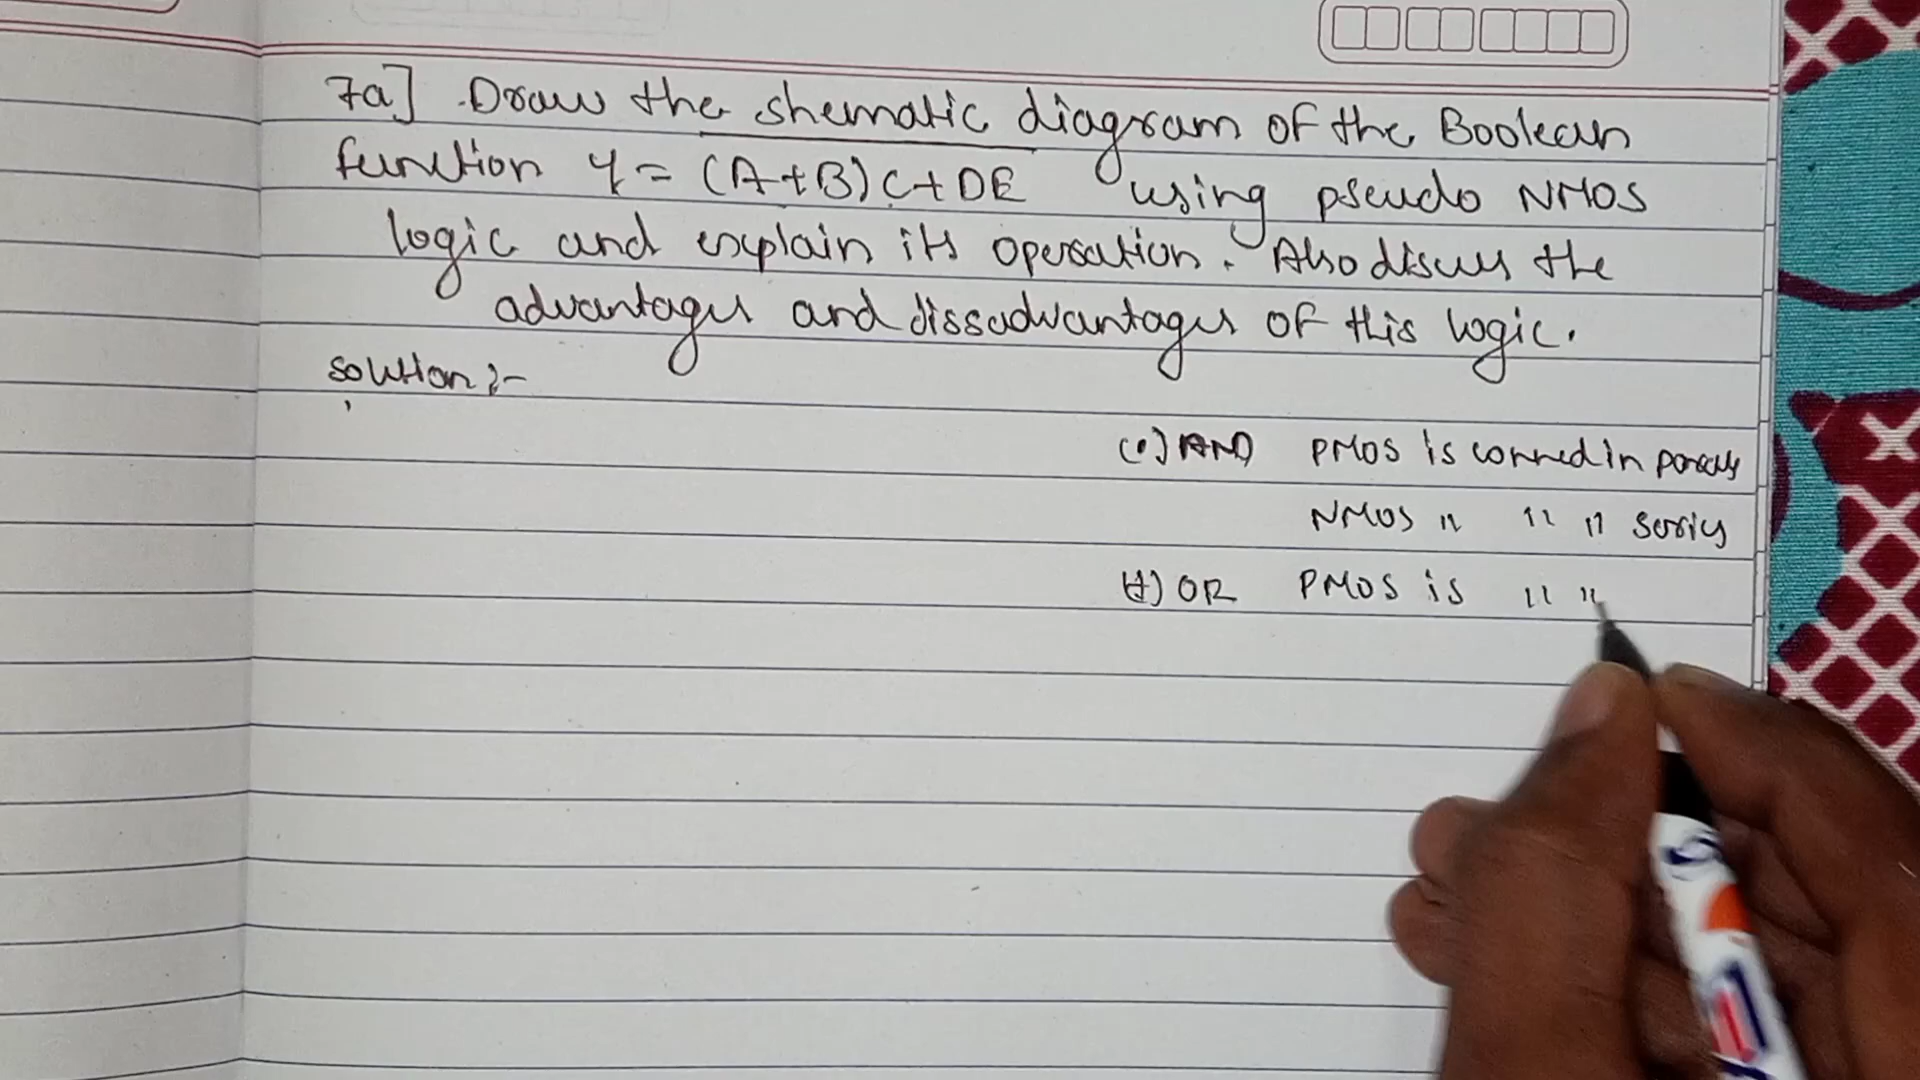 7a] Draw the shematic diagram of the Boolean
function Y = (A+B)C+DE using pseudo NMOS
logic and explain its operation. Also discuss the
advantages and dissadvantages of this logic.
solution:-
(•) AND PMOS is conned in
NMOS " " " series
(+) OR PMOS is " "